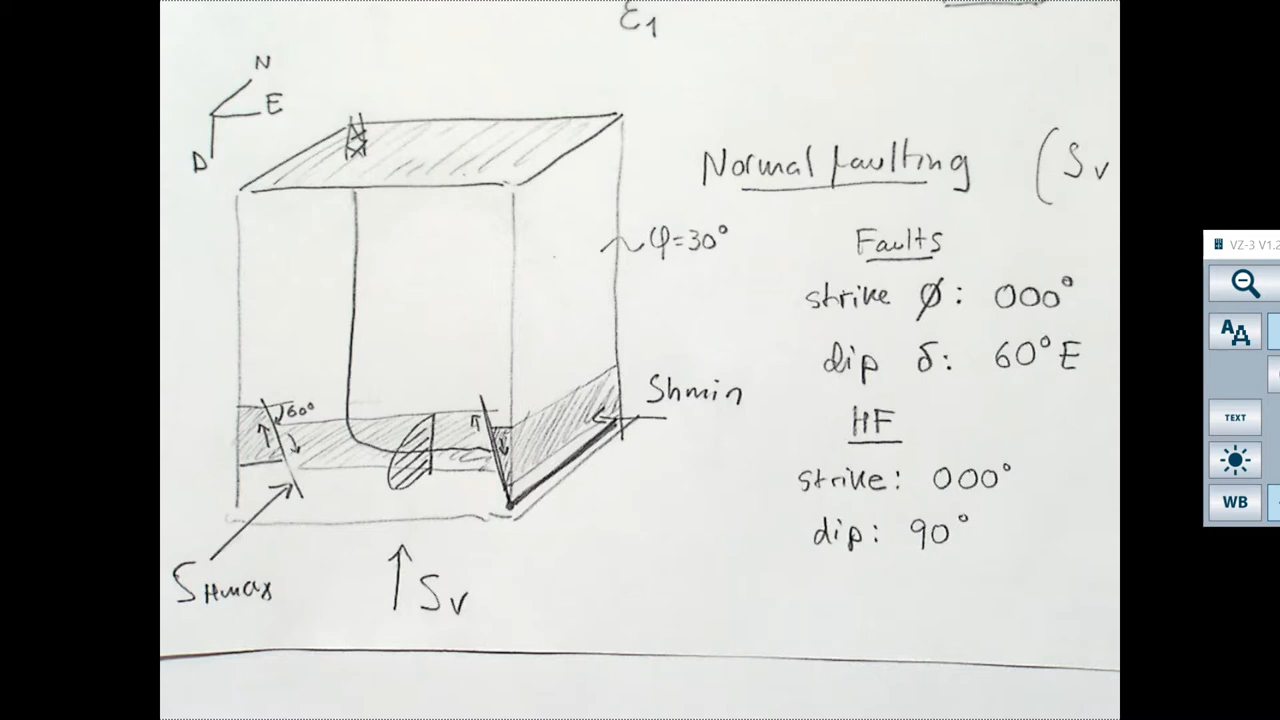 ε1
N
E
D
Normal faulting (Sv
φ=30°
Faults
strike ϕ: 000°
dip δ: 60°E
Shmin
60°
HF
strike: 000°
dip: 90°
SHmax
Sv
VZ-3 V1.2
AA
TEXT
WB